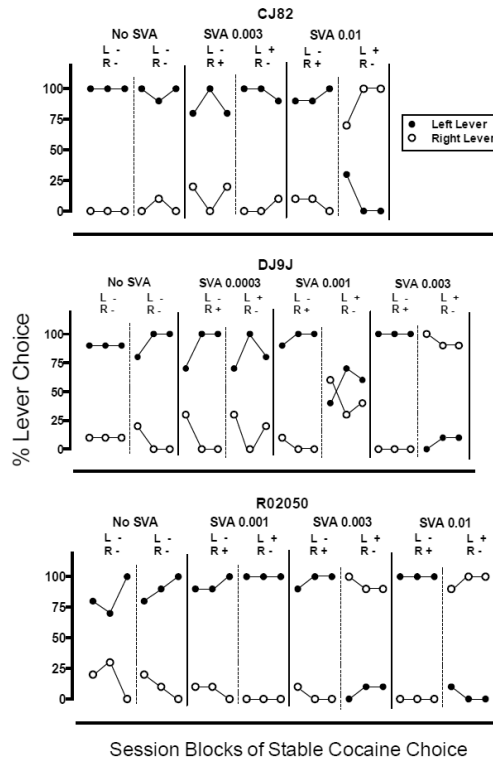 CJ82
No SVA SVA 0.003 SVA 0.01
L - L - L + L - L +
R - R + R - R + R -
100
75
50
25
0
Left Lever
Right Lever
DJ9J
No SVA SVA 0.0003 SVA 0.001 SVA 0.003
L - L - L - L + L - L + L - L +
R - R - R + R - R + R - R + R -
100
75
50
25
0
% Lever Choice
R02050
No SVA SVA 0.001 SVA 0.003 SVA 0.01
L - L - L - L + L - L + L - L +
R - R - R + R - R + R - R + R -
100
75
50
25
0
Session Blocks of Stable Cocaine Choice